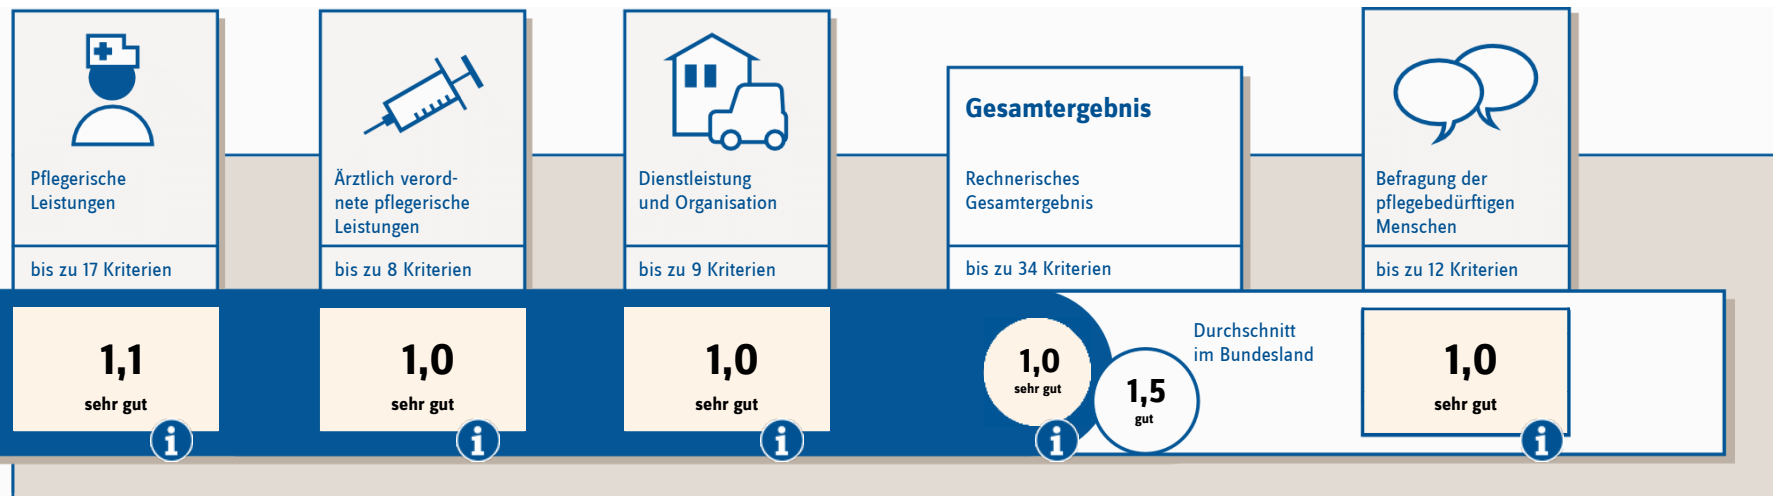 Pflegerische
Leistungen
bis zu 17 Kriterien
1,1
sehr gut
i
Ärztlich verord-
nete pflegerische
Leistungen
bis zu 8 Kriterien
1,0
sehr gut
i
Dienstleistung
und Organisation
bis zu 9 Kriterien
1,0
sehr gut
i
Gesamtergebnis
Rechnerisches
Gesamtergebnis
bis zu 34 Kriterien
1,0
sehr gut
i
1,5
gut
Durchschnitt
im Bundesland
Befragung der
pflegebedürftigen
Menschen
bis zu 12 Kriterien
1,0
sehr gut
i